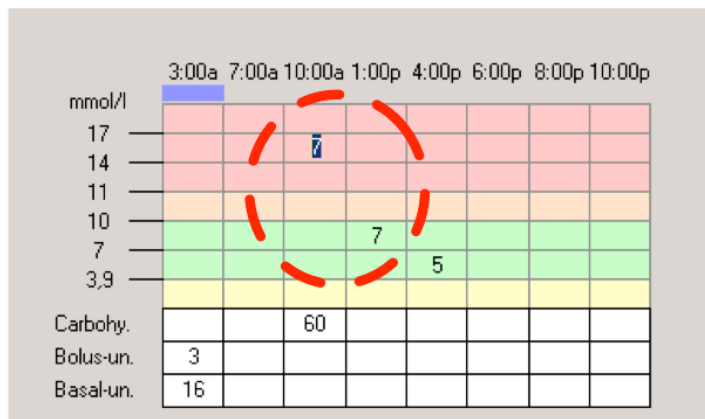 3:00a 7:00a 10:00a 1:00p 4:00p 6:00p 8:00p 10:00p
mmol/l
17
7
14
11
10
7
7
5
3,9
Carbohy. 60
Bolus-un. 3
Basal-un. 16